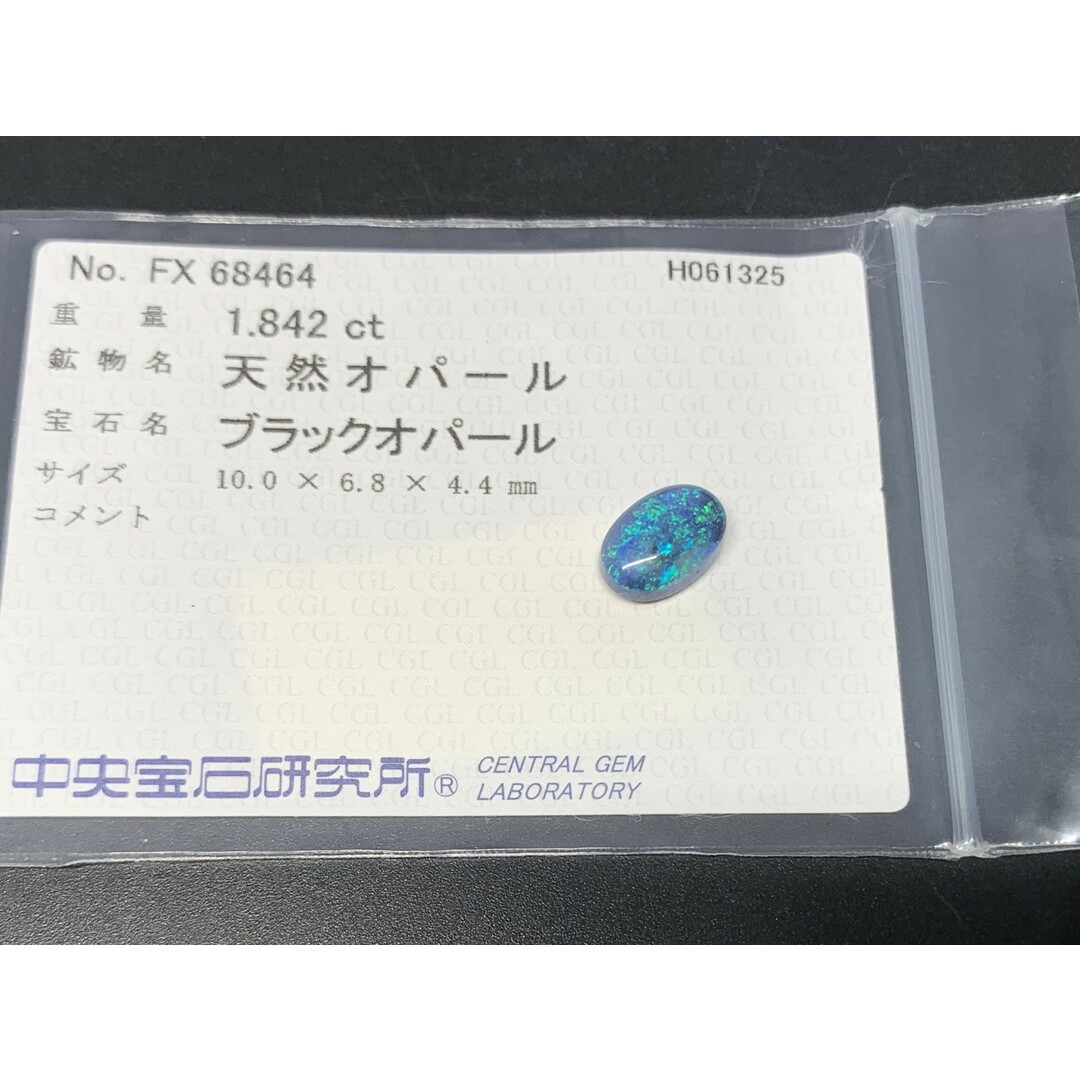 No. FX 68464 H061325
重量 1.842 ct
鉱物名 天然オパール
宝石名 ブラックオパール
サイズ 10.0 × 6.8 × 4.4 mm
コメント
中央宝石研究所® CENTRAL GEM
LABORATORY